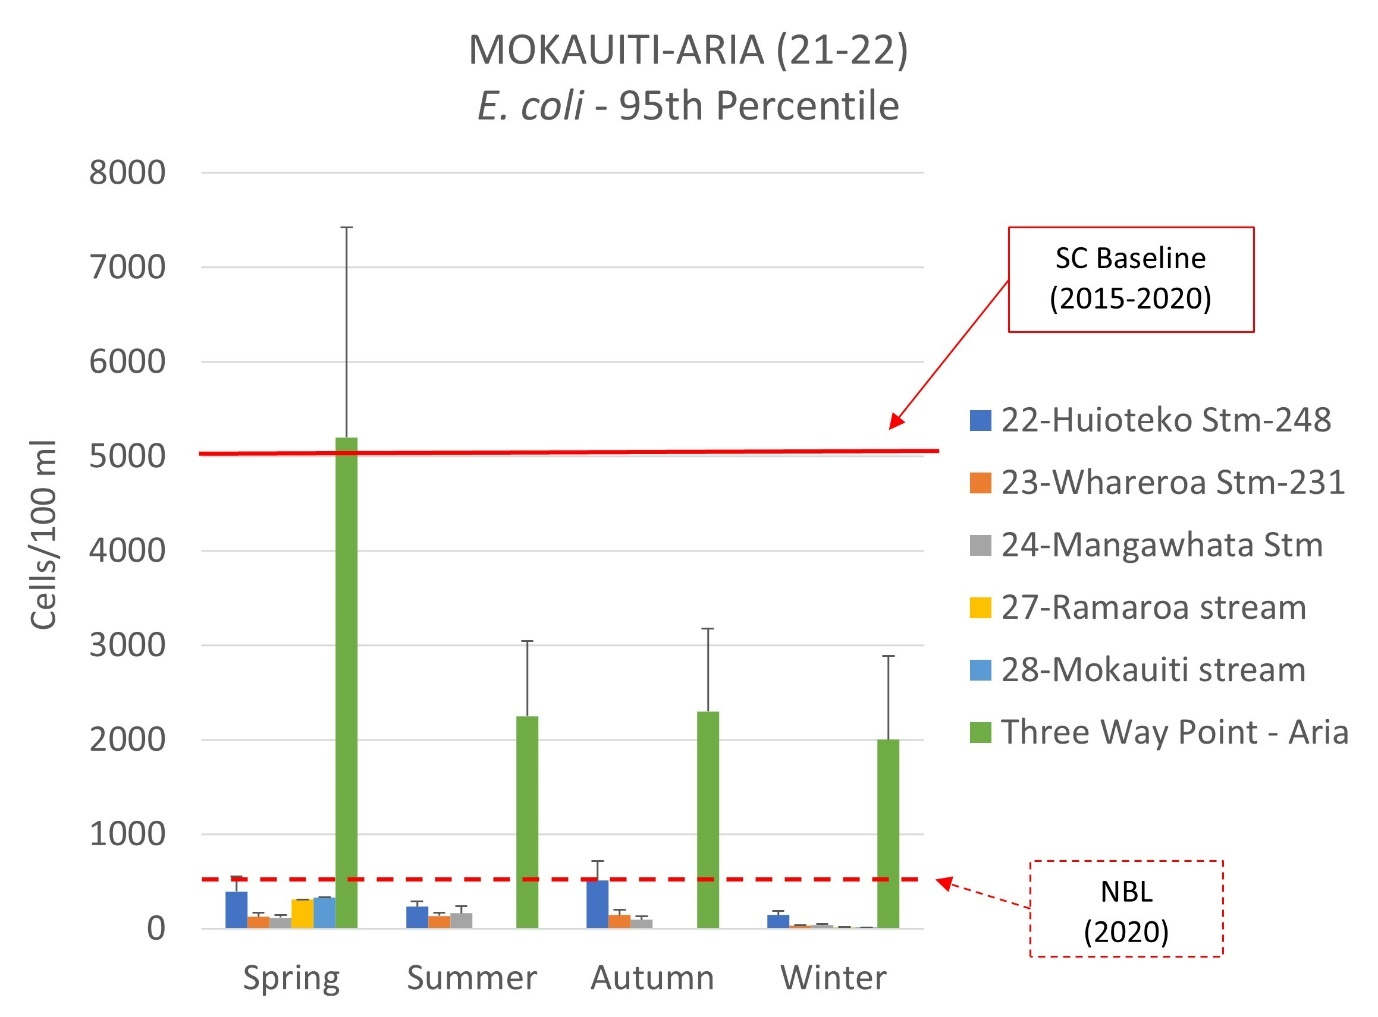 MOKAUITI-ARIA (21-22)
E. coli - 95th Percentile
8000
7000
6000
5000
4000
3000
2000
1000
0
Cells/100 ml
Spring
Summer
Autumn
Winter
SC Baseline
(2015-2020)
22-Huioteko Stm-248
23-Whareroa Stm-231
24-Mangawhata Stm
27-Ramaroa stream
28-Mokauiti stream
Three Way Point - Aria
NBL
(2020)